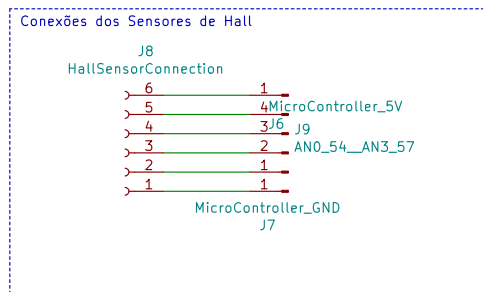 Conexões dos Sensores de Hall
J8
HallSensorConnection
6 1
MicroController_5V
5 4
J6
4 3 J9
3 2 AN0_54__AN3_57
2 1
1 1
MicroController_GND
J7